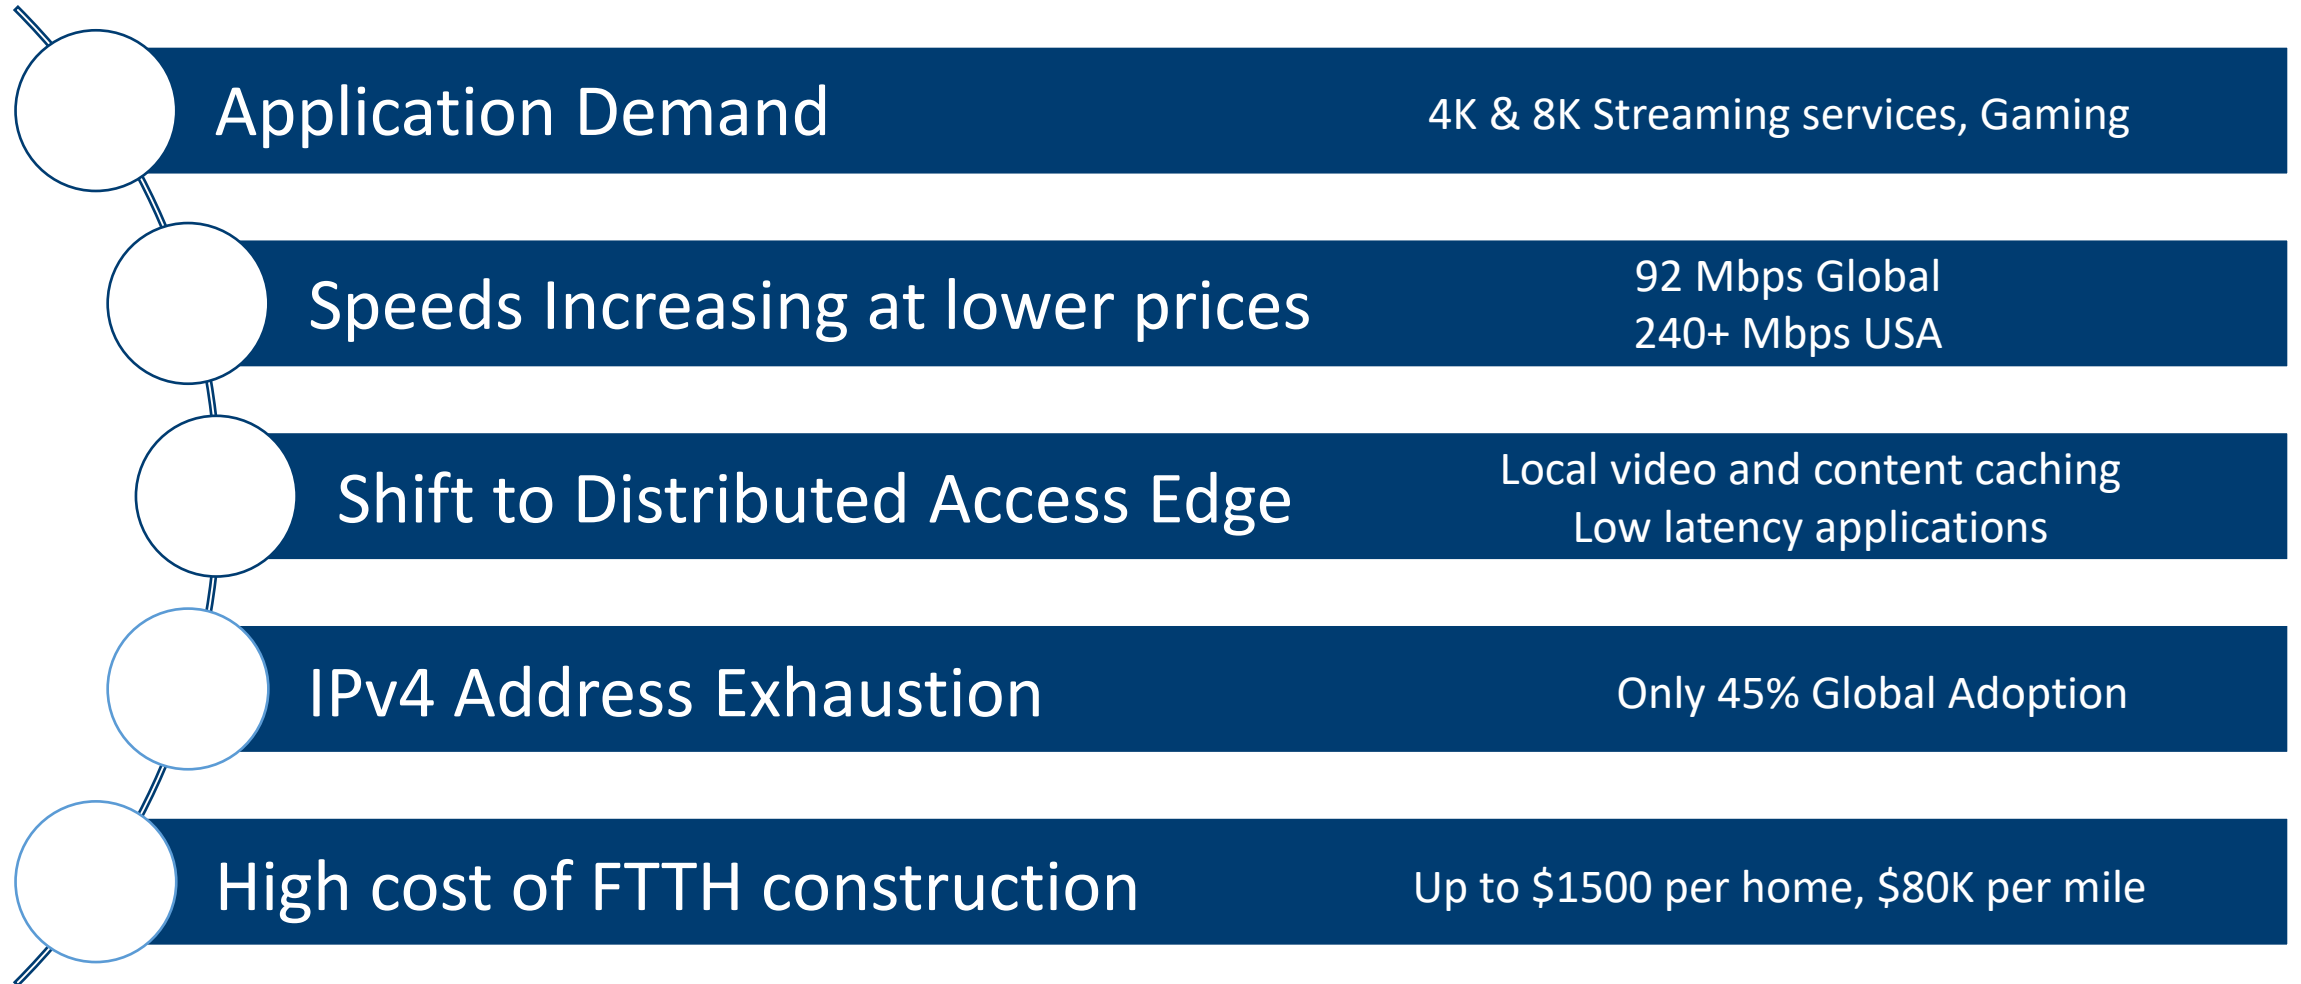 Application Demand
4K & 8K Streaming services, Gaming
Speeds Increasing at lower prices
92 Mbps Global
240+ Mbps USA
Shift to Distributed Access Edge
Local video and content caching
Low latency applications
IPv4 Address Exhaustion
Only 45% Global Adoption
High cost of FTTH construction
Up to $1500 per home, $80K per mile